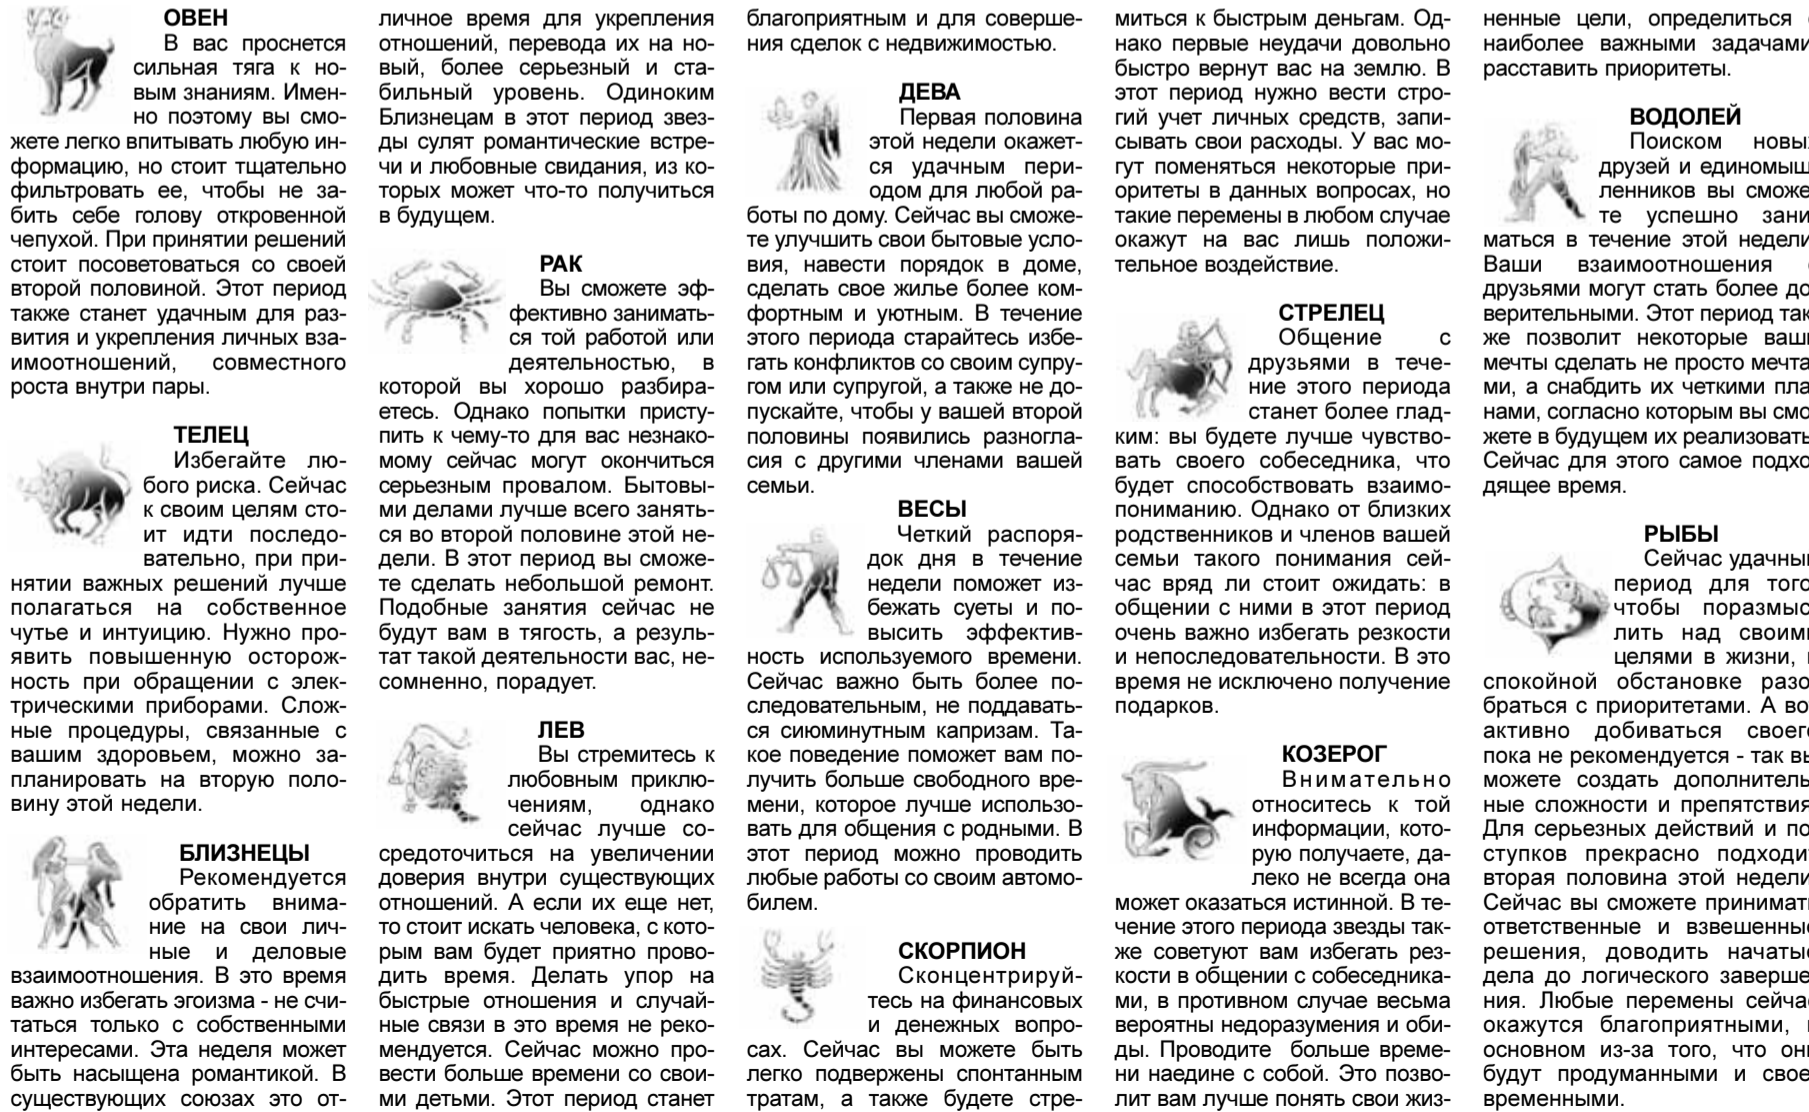 ОВЕН
В вас проснется
сильная тяга к но-
вым знаниям. Имен-
но поэтому вы смо-
жете легко впитывать любую ин-
формацию, но стоит тщательно
фильтровать ее, чтобы не за-
бить себе голову откровенной
чепухой. При принятии решений
стоит посоветоваться со своей
второй половиной. Этот период
также станет удачным для раз-
вития и укрепления личных вза-
имоотношений, совместного
роста внутри пары.
ТЕЛЕЦ
Избегайте лю-
бого риска. Сейчас
к своим целям сто-
ит идти последо-
вательно, при при-
нятии важных решений лучше
полагаться на собственное
чутье и интуицию. Нужно про-
явить повышенную осторож-
ность при обращении с элек-
трическими приборами. Слож-
ные процедуры, связанные с
вашим здоровьем, можно за-
планировать на вторую поло-
вину этой недели.
БЛИЗНЕЦЫ
Рекомендуется
обратить внима-
ние на свои лич-
ные и деловые
взаимоотношения. В это время
важно избегать эгоизма - не счи-
таться только с собственными
интересами. Эта неделя может
быть насыщена романтикой. В
существующих союзах это от-
личное время для укрепления
отношений, перевода их на но-
вый, более серьезный и ста-
бильный уровень. Одиноким
Близнецам в этот период звез-
ды сулят романтические встре-
чи и любовные свидания, из ко-
торых может что-то получиться
в будущем.
РАК
Вы сможете эф-
фективно занимать-
ся той работой или
деятельностью, в
которой вы хорошо разбира-
етесь. Однако попытки присту-
пить к чему-то для вас незнако-
мому сейчас могут окончиться
серьезным провалом. Бытовы-
ми делами лучше всего занять-
ся во второй половине этой не-
дели. В этот период вы сможе-
те сделать небольшой ремонт.
Подобные занятия сейчас не
будут вам в тягость, а резуль-
тат такой деятельности вас, не-
сомненно, порадует.
ЛЕВ
Вы стремитесь к
любовным приклю-
чениям, однако
сейчас лучше со-
средоточиться на увеличении
доверия внутри существующих
отношений. А если их еще нет,
то стоит искать человека, с кото-
рым вам будет приятно прово-
дить время. Делать упор на
быстрые отношения и случай-
ные связи в это время не реко-
мендуется. Сейчас можно про-
вести больше времени со свои-
ми детьми. Этот период станет
благоприятным и для соверше-
ния сделок с недвижимостью.
ДЕВА
Первая половина
этой недели окажет-
ся удачным пери-
одом для любой ра-
боты по дому. Сейчас вы сможе-
те улучшить свои бытовые усло-
вия, навести порядок в доме,
сделать свое жилье более ком-
фортным и уютным. В течение
этого периода старайтесь избе-
гать конфликтов со своим супру-
гом или супругой, а также не до-
пускайте, чтобы у вашей второй
половины появились разногла-
сия с другими членами вашей
семьи.
ВЕСЫ
Четкий распоря-
док дня в течение
недели поможет из-
бежать суеты и по-
высить эффектив-
ность используемого времени.
Сейчас важно быть более по-
следовательным, не поддавать-
ся сиюминутным капризам. Та-
кое поведение поможет вам по-
лучить больше свободного вре-
мени, которое лучше использо-
вать для общения с родными. В
этот период можно проводить
любые работы со своим автомо-
билем.
СКОРПИОН
Сконцентрируй-
тесь на финансовых
и денежных вопро-
сах. Сейчас вы можете быть
легко подвержены спонтанным
тратам, а также будете стре-
миться к быстрым деньгам. Од-
нако первые неудачи довольно
быстро вернут вас на землю. В
этот период нужно вести стро-
гий учет личных средств, запи-
сывать свои расходы. У вас мо-
гут поменяться некоторые при-
оритеты в данных вопросах, но
такие перемены в любом случае
окажут на вас лишь положи-
тельное воздействие.
СТРЕЛЕЦ
Общение с
друзьями в тече-
ние этого периода
станет более глад-
ким: вы будете лучше чувство-
вать своего собеседника, что
будет способствовать взаимо-
пониманию. Однако от близких
родственников и членов вашей
семьи такого понимания сей-
час вряд ли стоит ожидать: в
общении с ними в этот период
очень важно избегать резкости
и непоследовательности. В это
время не исключено получение
подарков.
КОЗЕРОГ
Внимательно
относитесь к той
информации, кото-
рую получаете, да-
леко не всегда она
может оказаться истинной. В те-
чение этого периода звезды так-
же советуют вам избегать рез-
кости в общении с собеседника-
ми, в противном случае весьма
вероятны недоразумения и оби-
ды. Проводите больше време-
ни наедине с собой. Это позво-
лит вам лучше понять свои жиз-
ненные цели, определиться с
наиболее важными задачами
расставить приоритеты.
ВОДОЛЕЙ
Поиском новых
друзей и единомыш
ленников вы сможе
те успешно зани
маться в течение этой недели
Ваши взаимоотношения с
друзьями могут стать более до
верительными. Этот период так
же позволит некоторые ваши
мечты сделать не просто мечта
ми, а снабдить их четкими пла
нами, согласно которым вы смо
жете в будущем их реализовать
Сейчас для этого самое подхо
дящее время.
РЫБЫ
Сейчас удачный
период для того
чтобы поразмыс
лить над своими
целями в жизни, в
спокойной обстановке разо
браться с приоритетами. А вот
активно добиваться своего
пока не рекомендуется - так вы
можете создать дополнитель
ные сложности и препятствия
Для серьезных действий и по
ступков прекрасно подходит
вторая половина этой недели
Сейчас вы сможете принимать
ответственные и взвешенные
решения, доводить начатые
дела до логического заверше
ния. Любые перемены сейчас
окажутся благоприятными, в
основном из-за того, что они
будут продуманными и свое
временными.